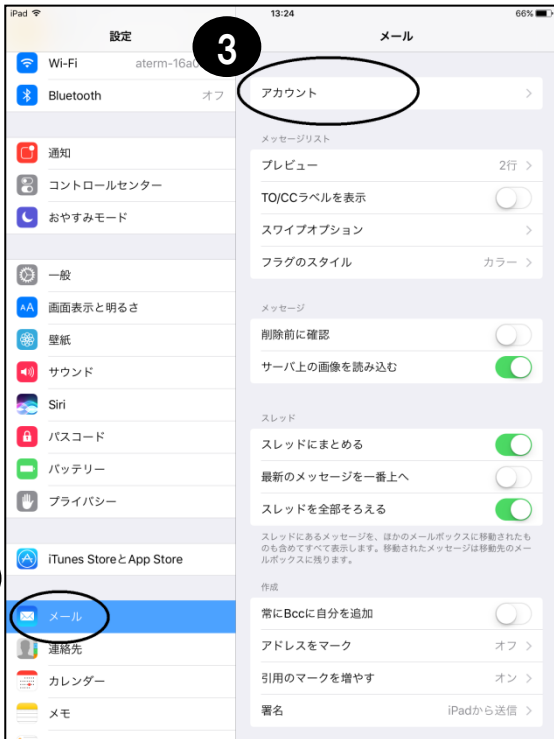 iPad
13:24
66%
設定
Wi-Fi
aterm-16a0
Bluetooth
オフ
通知
コントロールセンター
おやすみモード
一般
AA
画面表示と明るさ
壁紙
サウンド
Siri
パスコード
バッテリー
プライバシー
iTunes StoreとApp Store
メール
連絡先
カレンダー
メモ
3
メール
アカウント
メッセージリスト
プレビュー
2行
TO/CCラベルを表示
スワイプオプション
フラグのスタイル
カラー
メッセージ
削除前に確認
サーバ上の画像を読み込む
スレッド
スレッドにまとめる
最新のメッセージを一番上へ
スレッドを全部そろえる
スレッドにあるメッセージを、ほかのメールボックスに移動されたも
のも含めてすべて表示します。移動されたメッセージは移動先のメー
ルボックスに残ります。
作成
常にBccに自分を追加
アドレスをマーク
オフ
引用のマークを増やす
オン
署名
iPadから送信